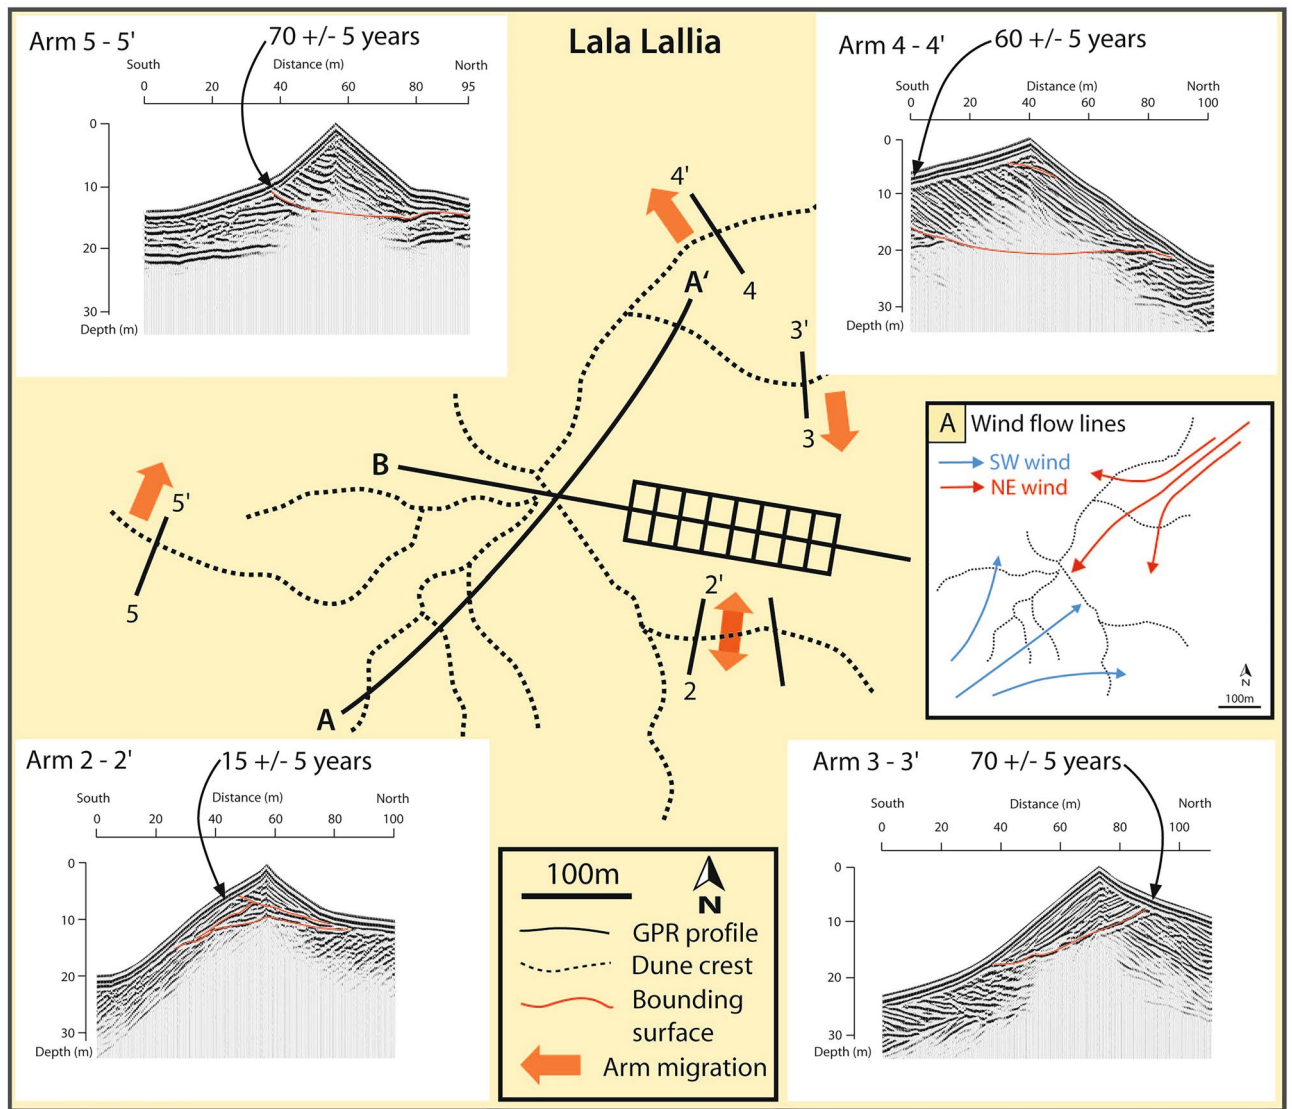 Lala Lallia
Arm 5 - 5'
70 +/- 5 years
South
Distance (m)
North
0 20 40 60 80 95
0
10
20
30
Depth (m)
Arm 4 - 4'
60 +/- 5 years
South
Distance (m)
North
0 20 40 60 80 100
0
10
20
30
Depth (m)
4'
4
A'
3'
3
B
5'
5
2'
2
A
A Wind flow lines
SW wind
NE wind
N
100m
Arm 2 - 2'
15 +/- 5 years
South
Distance (m)
North
0 20 40 60 80 100
0
10
20
30
Depth (m)
100m
N
GPR profile
Dune crest
Bounding
surface
Arm migration
Arm 3 - 3'
70 +/- 5 years
South
Distance (m)
North
0 20 40 60 80 100
0
10
20
30
Depth (m)